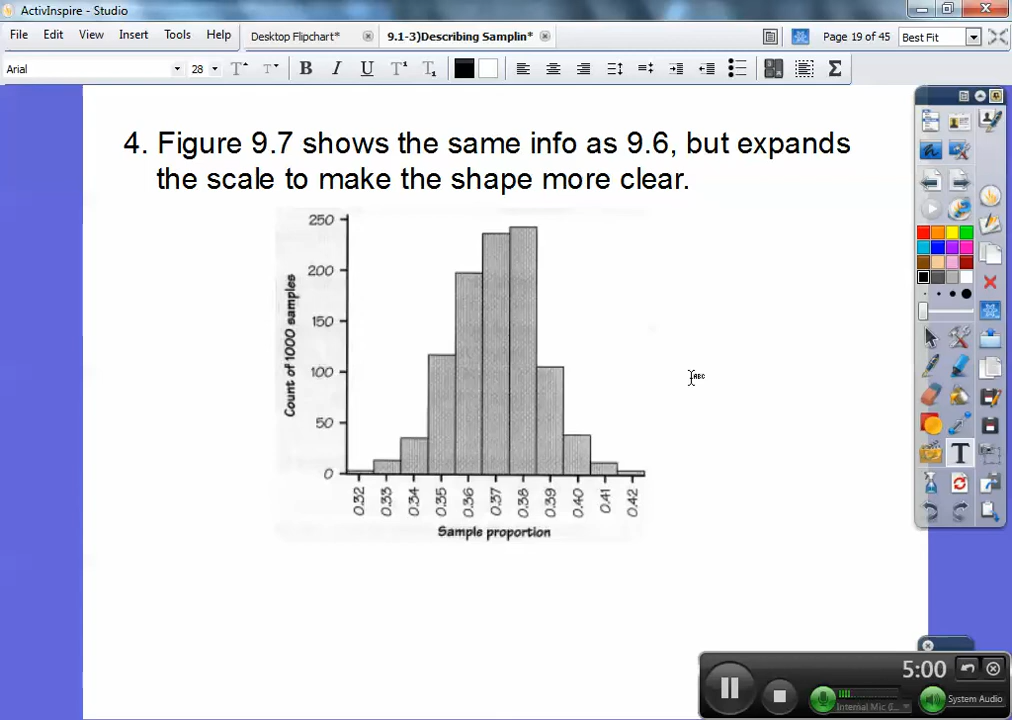 ActivInspire - Studio
File Edit View Insert Tools Help
Desktop Flipchart*
9.1-3)Describing Samplin*
Page 19 of 45
Best Fit
Arial
28
B I U T¹ T₁ Σ
4. Figure 9.7 shows the same info as 9.6, but expands
the scale to make the shape more clear.
250
200
150
100
50
0
Count of 1000 samples
0.32 0.33 0.34 0.35 0.36 0.37 0.38 0.39 0.40 0.41 0.42
Sample proportion
ABC
T
5:00
System Audio